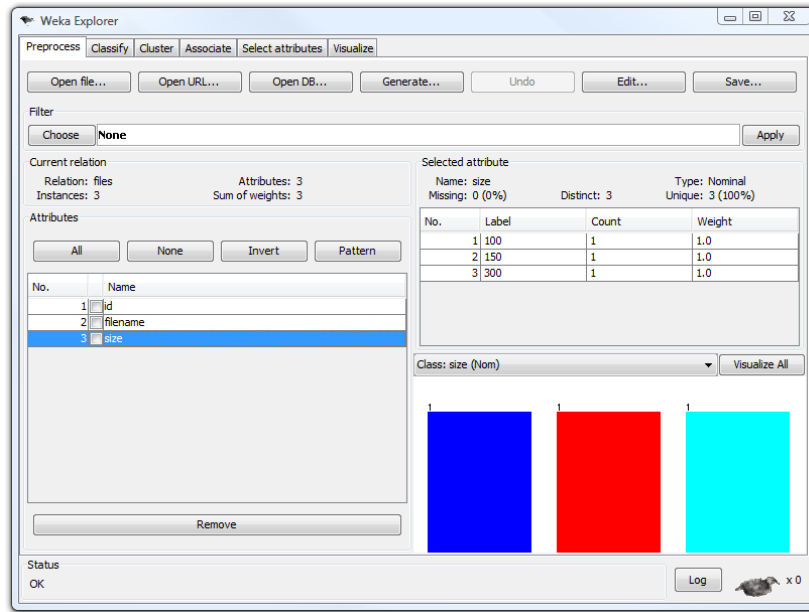 Weka Explorer
Preprocess Classify Cluster Associate Select attributes Visualize
Open file... Open URL... Open DB... Generate... Undo Edit... Save...
Filter
Choose None Apply
Current relation
Relation: files Attributes: 3
Instances: 3 Sum of weights: 3
Attributes
All None Invert Pattern
No. Name
1 id
2 filename
3 size
Remove
Selected attribute
Name: size Type: Nominal
Missing: 0 (0%) Distinct: 3 Unique: 3 (100%)
No. Label Count Weight
1 100 1 1.0
2 150 1 1.0
3 300 1 1.0
Class: size (Nom) Visualize All
1 1 1
Status
OK
Log x 0